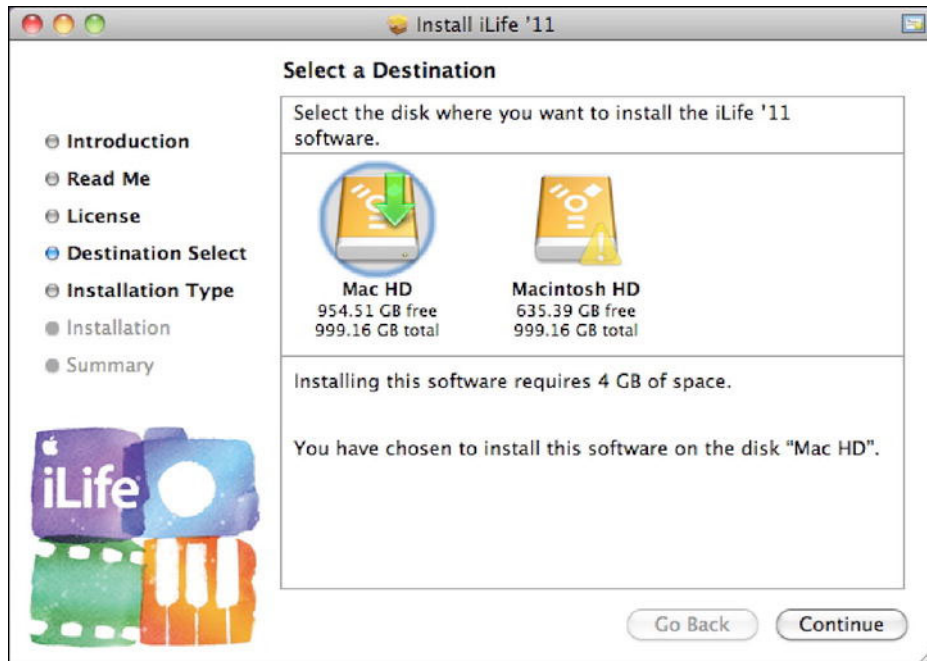 Install iLife '11
Select a Destination
Introduction
Read Me
License
Destination Select
Installation Type
Installation
Summary
Select the disk where you want to install the iLife '11
software.
Mac HD
954.51 GB free
999.16 GB total
Macintosh HD
635.39 GB free
999.16 GB total
Installing this software requires 4 GB of space.
You have chosen to install this software on the disk “Mac HD”.
iLife
Go Back
Continue